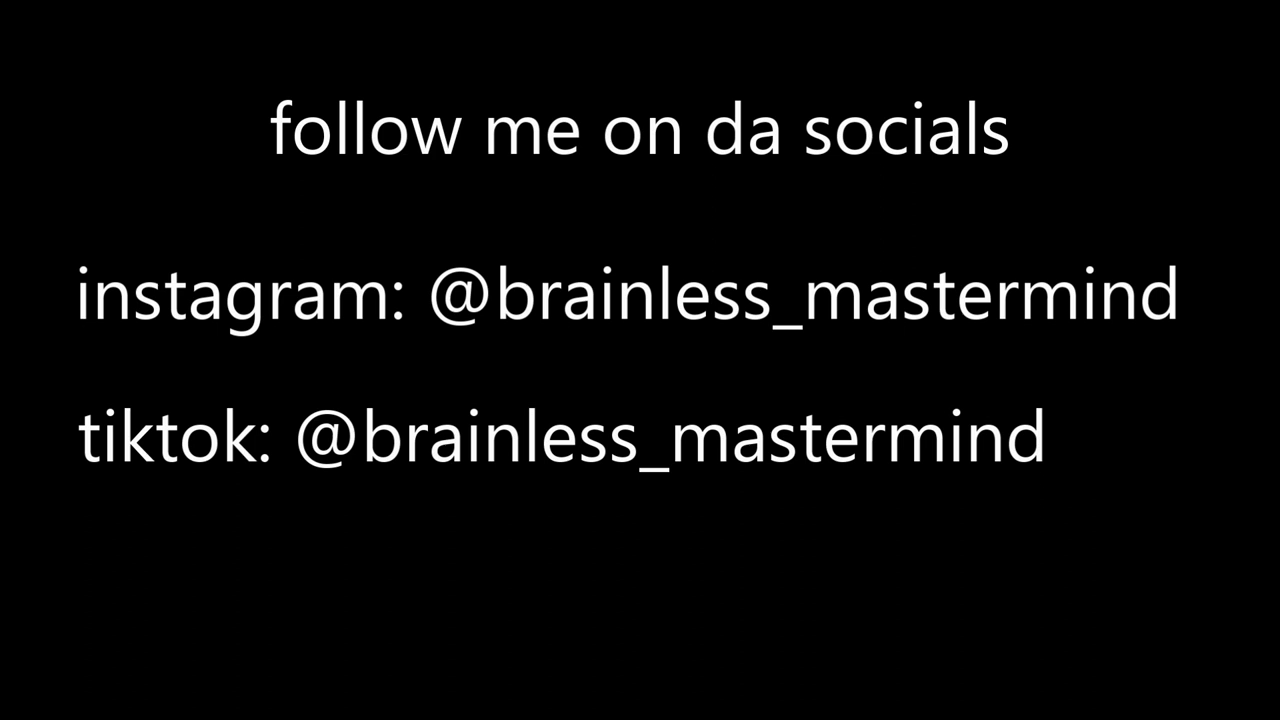 follow me on da socials
instagram: @brainless_mastermind
tiktok: @brainless_mastermind